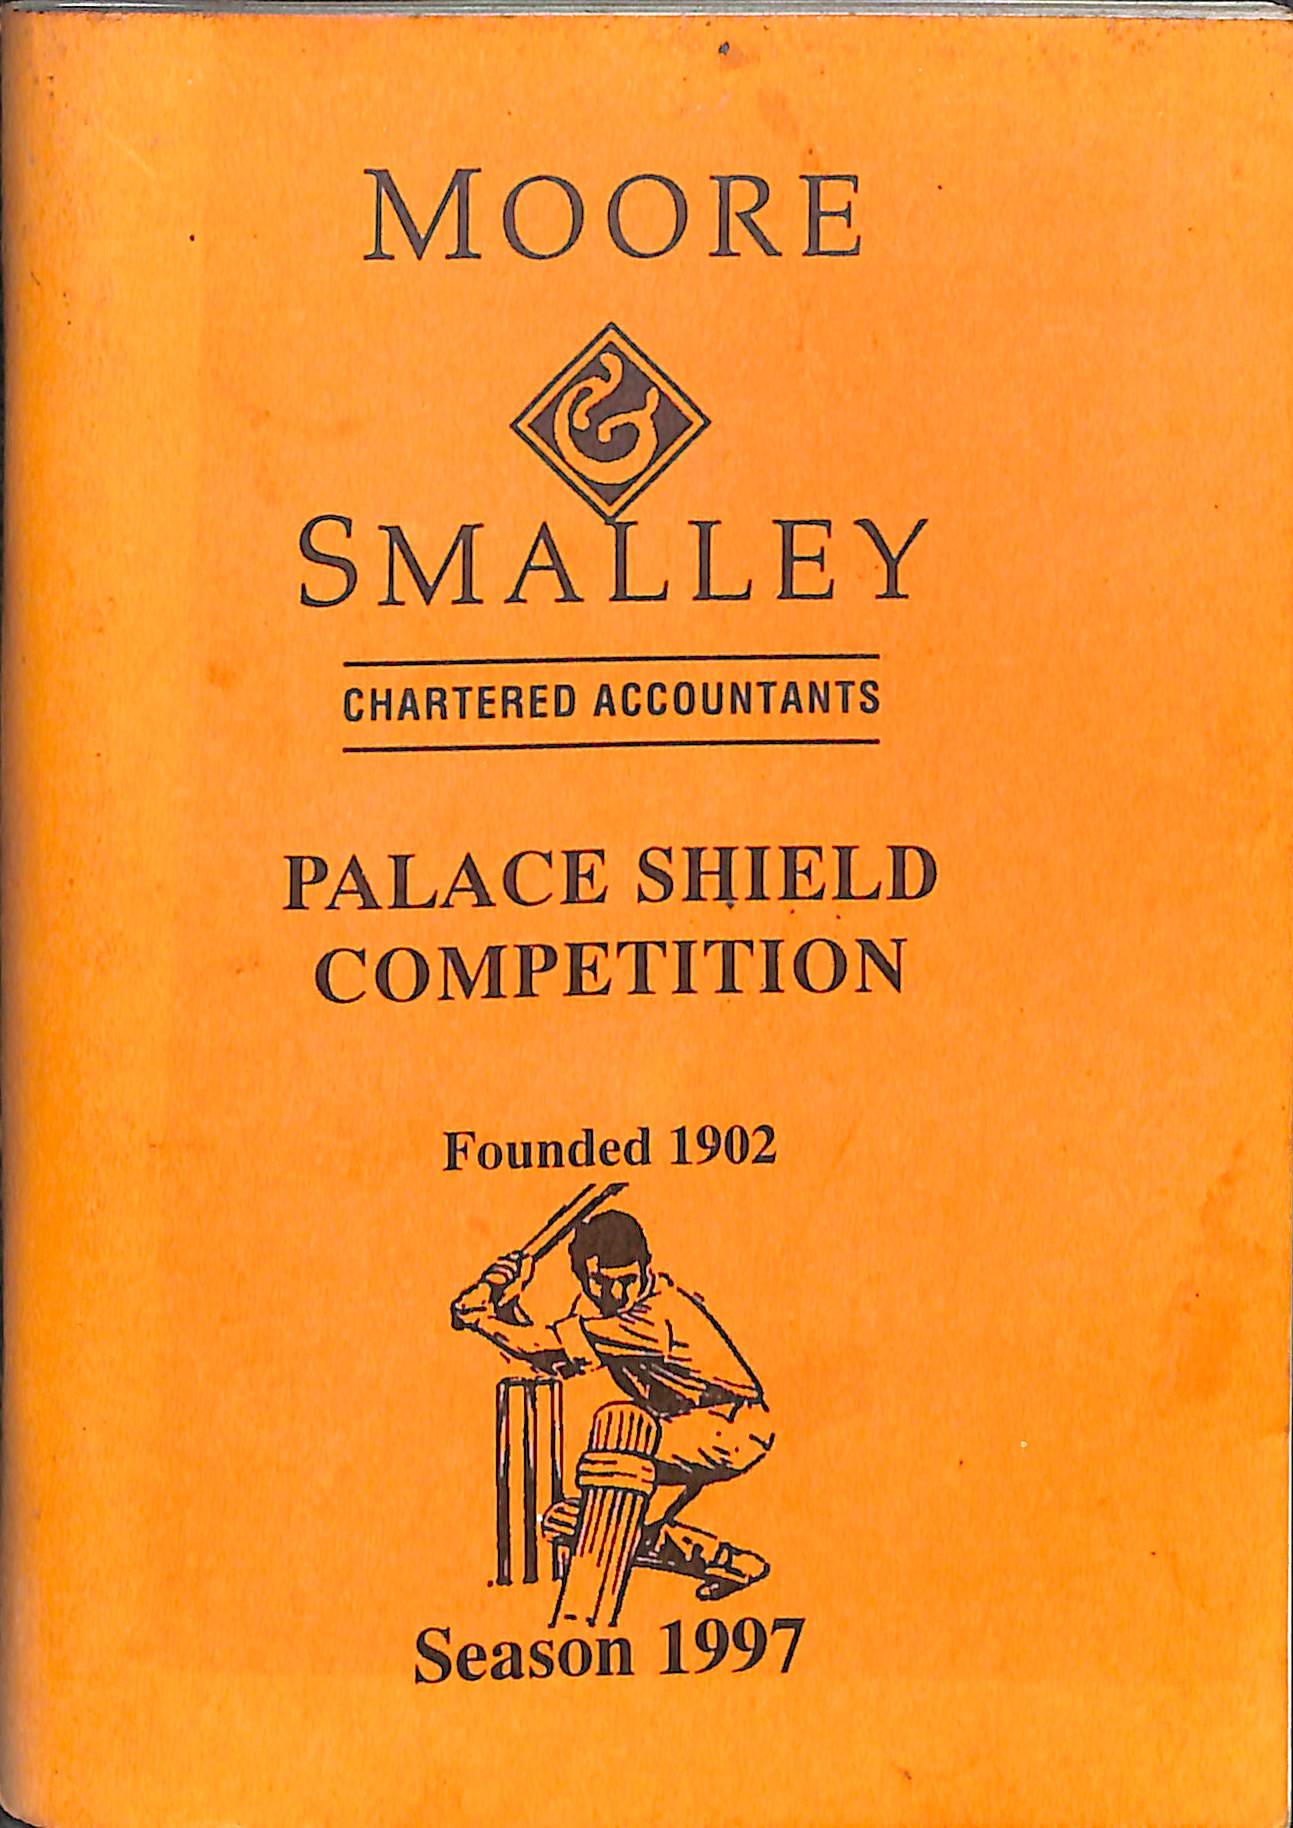 MOORE
&
SMALLEY
CHARTERED ACCOUNTANTS
PALACE SHIELD
COMPETITION
Founded 1902
Season 1997